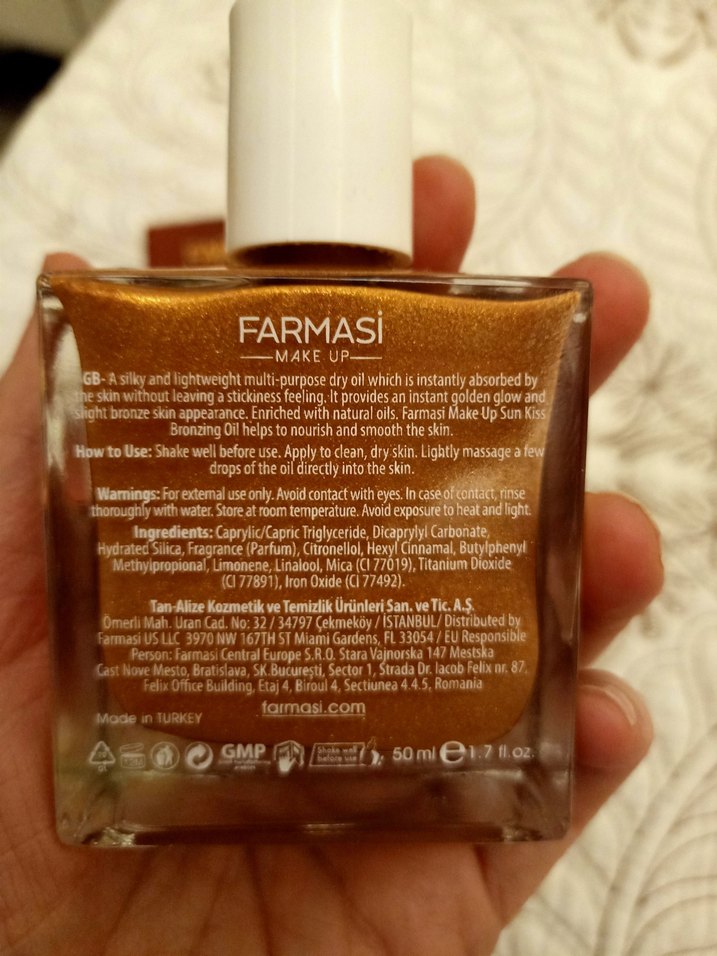 FARMASİ
MAKE UP
GB- A silky and lightweight multi-purpose dry oil which is instantly absorbed by
the skin without leaving a stickiness feeling. It provides an instant golden glow and
slight bronze skin appearance. Enriched with natural oils. Farmasi Make Up Sun Kiss
Bronzing Oil helps to nourish and smooth the skin.
How to Use: Shake well before use. Apply to clean, dry skin. Lightly massage a few
drops of the oil directly into the skin.
Warnings: For external use only. Avoid contact with eyes. In case of contact, rinse
thoroughly with water. Store at room temperature. Avoid exposure to heat and light.
Ingredients: Caprylic/Capric Triglyceride, Dicaprylyl Carbonate,
Hydrated Silica, Fragrance (Parfum), Citronellol, Hexyl Cinnamal, Butylphenyl
Methylpropional, Limonene, Linalool, Mica (CI 77019), Titanium Dioxide
(CI 77891), Iron Oxide (CI 77492).
Tan-Alize Kozmetik ve Temizlik Ürünleri San. ve Tic. A.Ş.
Ömerli Mah. Uran Cad. No: 32 / 34797 Çekmeköy / İSTANBUL/ Distributed by
Farmasi US LLC 3970 NW 167TH ST Miami Gardens, FL 33054 / EU Responsible
Person: Farmasi Central Europe S.R.O. Stara Vajnorska 147 Mestska
Cast Nove Mesto, Bratislava, SK.Bucureşti, Sector 1, Strada Dr. Iacob Felix nr. 87,
Felix Office Building, Etaj 4, Biroul 4, Sectiunea 4.4.5, Romania
farmasi.com
Made in TURKEY
GL 12M GMP Shake well before use 50 ml e 1.7 fl.oz.